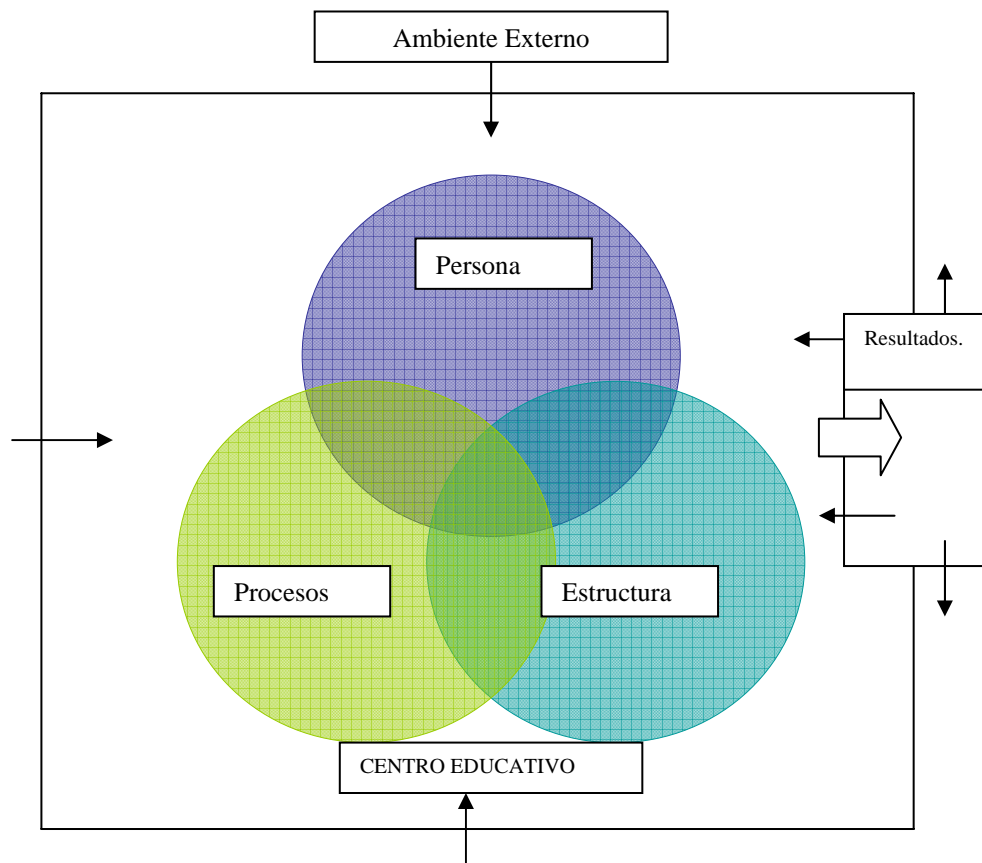 Ambiente Externo
Persona
Resultados.
Procesos
Estructura
CENTRO EDUCATIVO